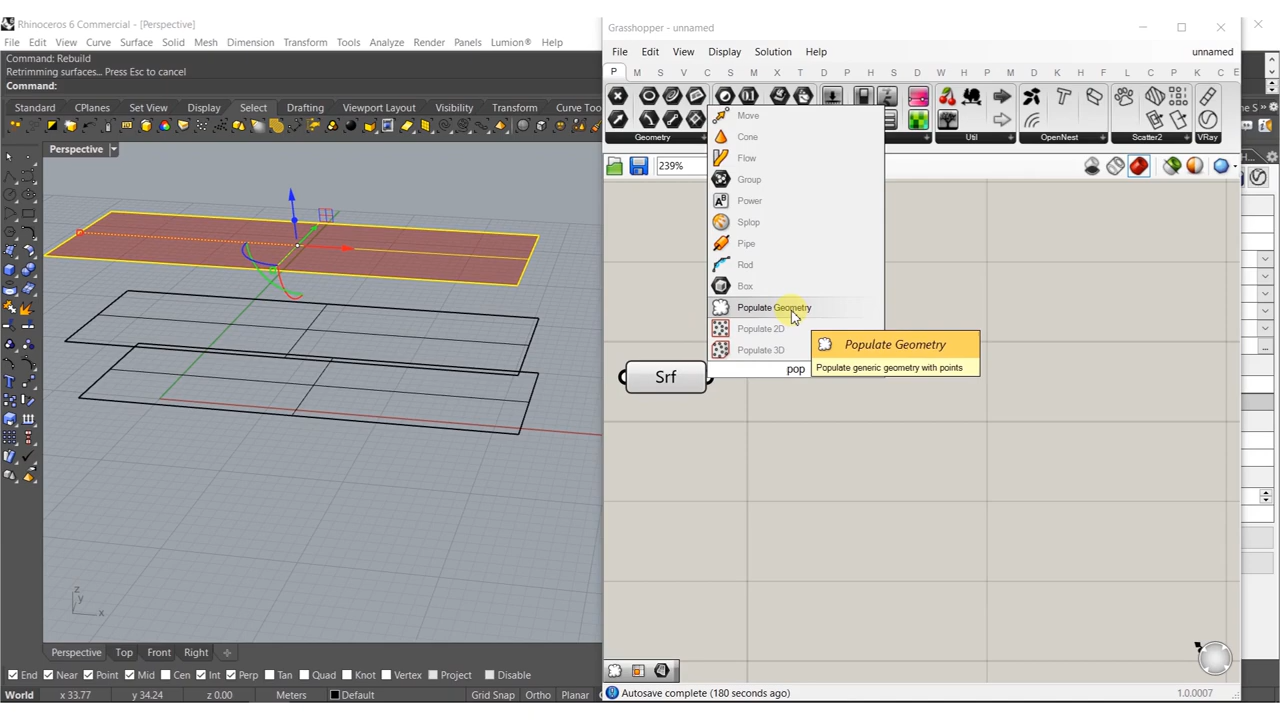 Rhinoceros 6 Commercial - [Perspective]
File Edit View Curve Surface Solid Mesh Dimension Transform Tools Analyze Render Panels Lumion® Help
Command: Rebuild
Retrimming surfaces... Press Esc to cancel
Command:
Standard CPlanes Set View Display Select Drafting Viewport Layout Visibility Transform Curve Too
Perspective
z
y
x
Perspective Top Front Right
End Near Point Mid Cen Int Perp Tan Quad Knot Vertex Project Disable
World x 33.77 y 34.24 z 0.00 Meters Default Grid Snap Ortho Planar
Grasshopper - unnamed
File Edit View Display Solution Help unnamed
P M S V C S M X T D P H S D W H P M D K H F L C P K C E
Geometry Util OpenNest Scatter2 VRay
239%
Move
Cone
Flow
Group
Power
Splop
Pipe
Rod
Box
Populate Geometry
Populate 2D
Populate 3D
pop
Populate Geometry
Populate generic geometry with points
Srf
Autosave complete (180 seconds ago) 1.0.0007